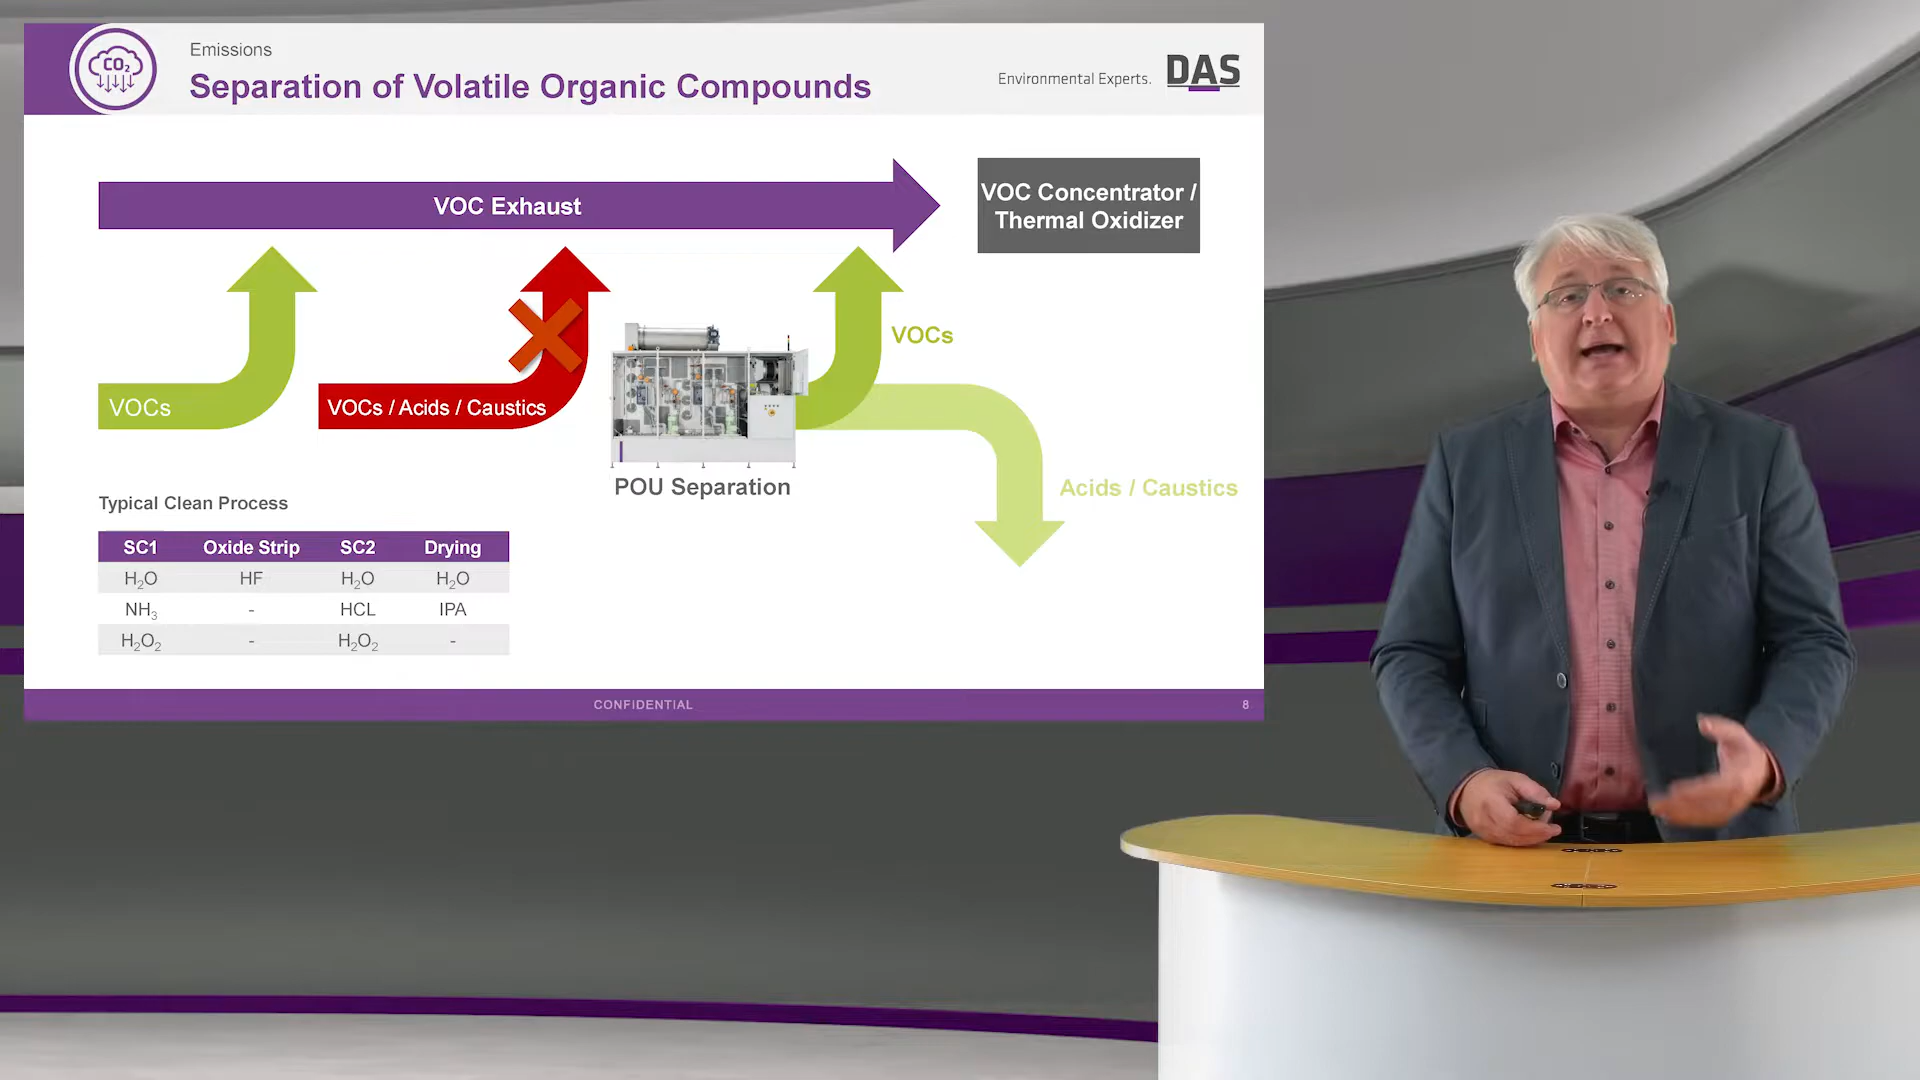 CO2
Emissions
Separation of Volatile Organic Compounds
Environmental Experts. DAS
VOC Exhaust
VOC Concentrator /
Thermal Oxidizer
VOCs
VOCs / Acids / Caustics
VOCs
POU Separation
Acids / Caustics
Typical Clean Process
SC1 Oxide Strip SC2 Drying
H2O HF H2O H2O
NH3 - HCL IPA
H2O2 - H2O2 -
CONFIDENTIAL
8